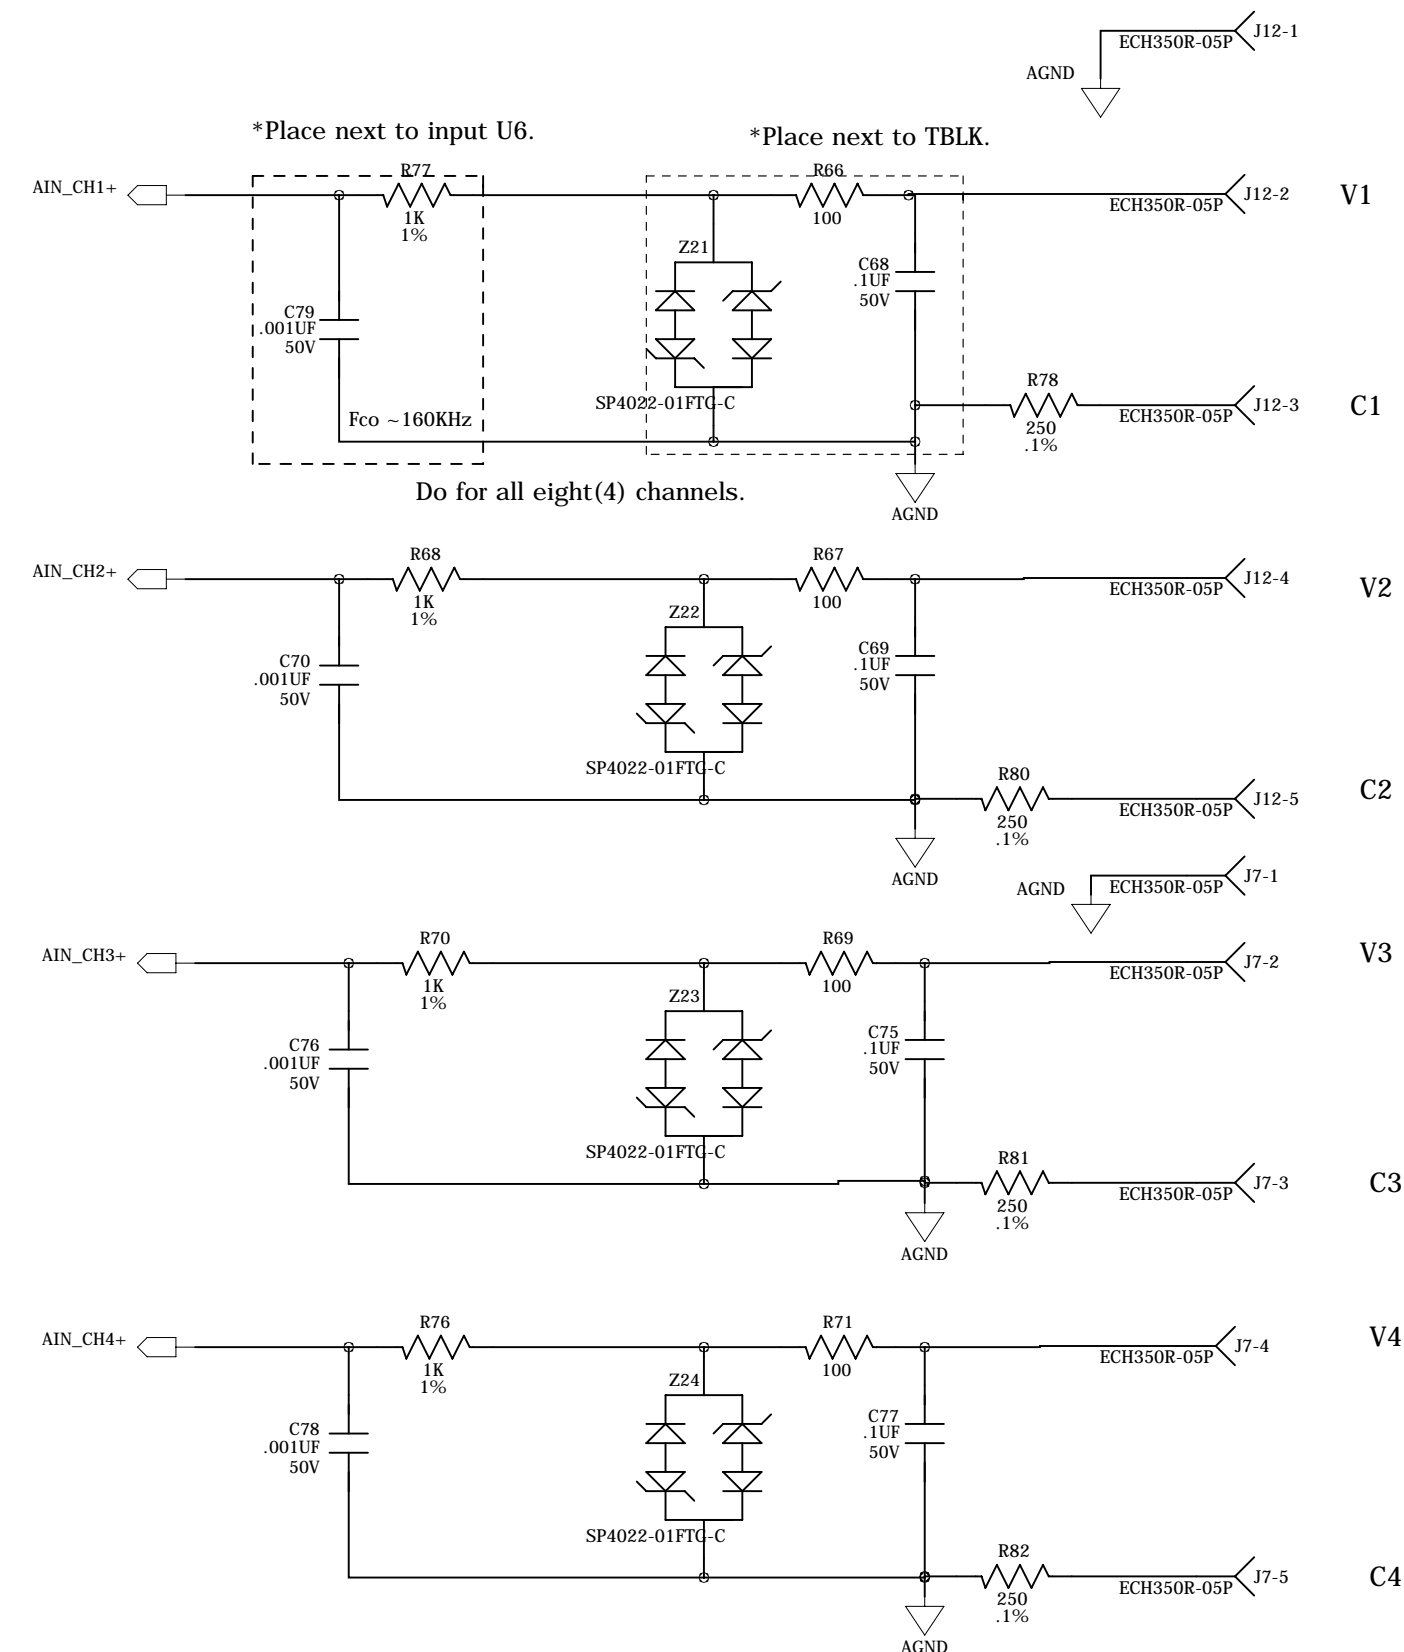 ECH350R-05P J12-1
AGND
*Place next to input U6.
*Place next to TBLK.
AIN_CH1+
R77
1K
1%
R66
100
ECH350R-05P J12-2
V1
Z21
C68
.1UF
50V
C79
.001UF
50V
SP4022-01FTG-C
Fco ~160KHz
R78
250
.1%
ECH350R-05P J12-3
C1
Do for all eight(4) channels.
AGND
AIN_CH2+
R68
1K
1%
R67
100
ECH350R-05P J12-4
V2
Z22
C70
.001UF
50V
C69
.1UF
50V
SP4022-01FTG-C
R80
250
.1%
ECH350R-05P J12-5
C2
AGND
AGND
ECH350R-05P J7-1
AIN_CH3+
R70
1K
1%
R69
100
ECH350R-05P J7-2
V3
Z23
C76
.001UF
50V
C75
.1UF
50V
SP4022-01FTG-C
R81
250
.1%
ECH350R-05P J7-3
C3
AGND
AIN_CH4+
R76
1K
1%
R71
100
ECH350R-05P J7-4
V4
Z24
C78
.001UF
50V
C77
.1UF
50V
SP4022-01FTG-C
R82
250
.1%
ECH350R-05P J7-5
C4
AGND